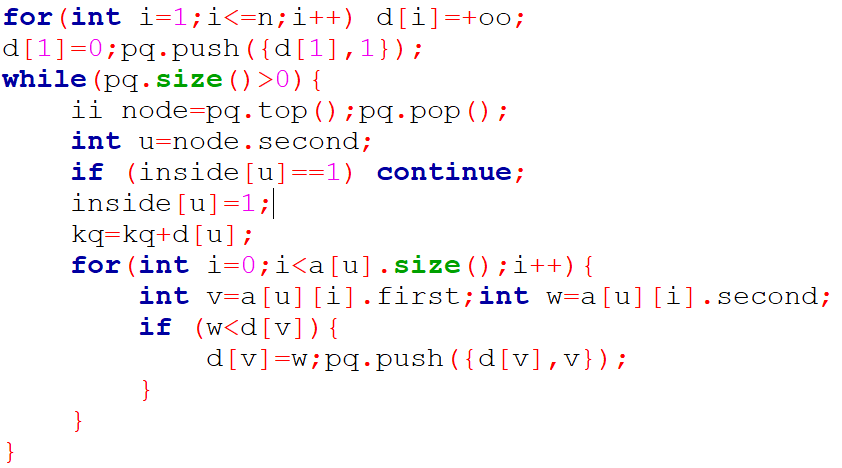 for(int i=1;i<=n;i++) d[i]=+oo;
d[1]=0;pq.push({d[1],1});
while(pq.size()>0){
ii node=pq.top();pq.pop();
int u=node.second;
if (inside[u]==1) continue;
inside[u]=1;
kq=kq+d[u];
for(int i=0;i<a[u].size();i++){
int v=a[u][i].first;int w=a[u][i].second;
if (w<d[v]){
d[v]=w;pq.push({d[v],v});
}
}
}